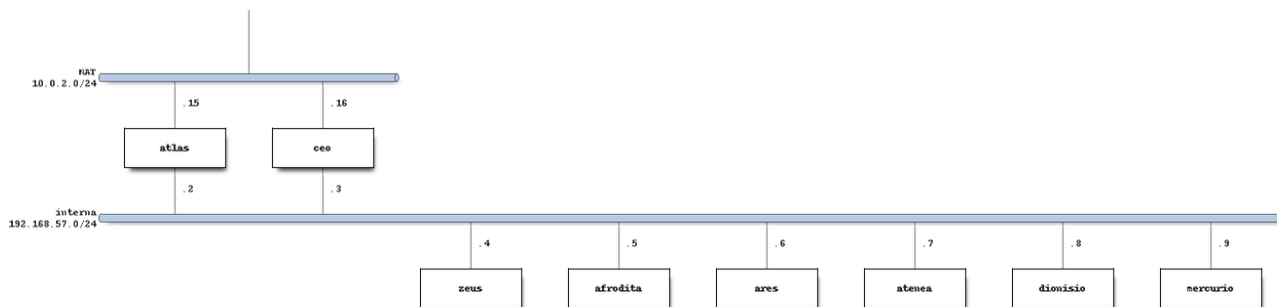 NAT
10.0.2.0/24
.15
.16
atlas
ceo
.2
.3
interna
192.168.57.0/24
.4
.5
.6
.7
.8
.9
zeus
afrodita
ares
atenea
dionisio
mercurio